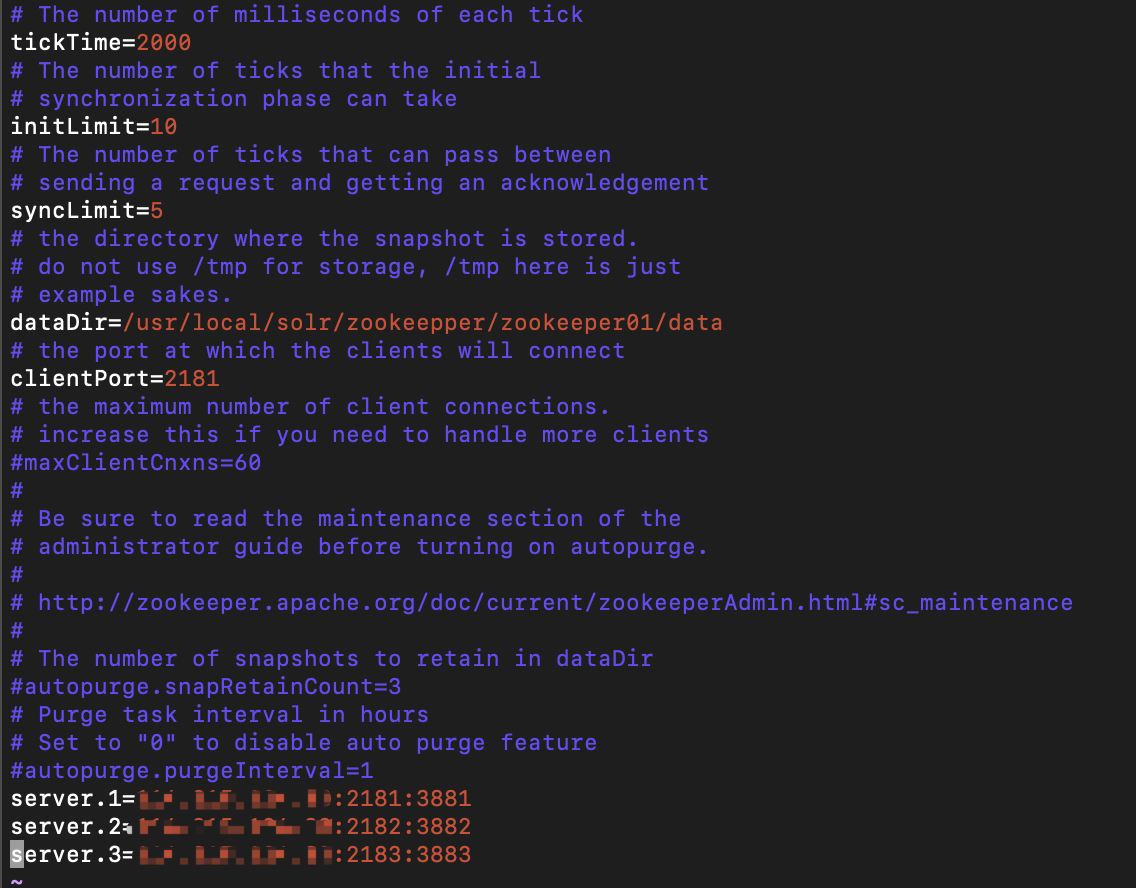 # The number of milliseconds of each tick
tickTime=2000
# The number of ticks that the initial
# synchronization phase can take
initLimit=10
# The number of ticks that can pass between
# sending a request and getting an acknowledgement
syncLimit=5
# the directory where the snapshot is stored.
# do not use /tmp for storage, /tmp here is just
# example sakes.
dataDir=/usr/local/solr/zookeepper/zookeeper01/data
# the port at which the clients will connect
clientPort=2181
# the maximum number of client connections.
# increase this if you need to handle more clients
#maxClientCnxns=60
#
# Be sure to read the maintenance section of the
# administrator guide before turning on autopurge.
#
# http://zookeeper.apache.org/doc/current/zookeeperAdmin.html#sc_maintenance
#
# The number of snapshots to retain in dataDir
#autopurge.snapRetainCount=3
# Purge task interval in hours
# Set to "0" to disable auto purge feature
#autopurge.purgeInterval=1
server.1= :2181:3881
server.2= :2182:3882
server.3= :2183:3883
~